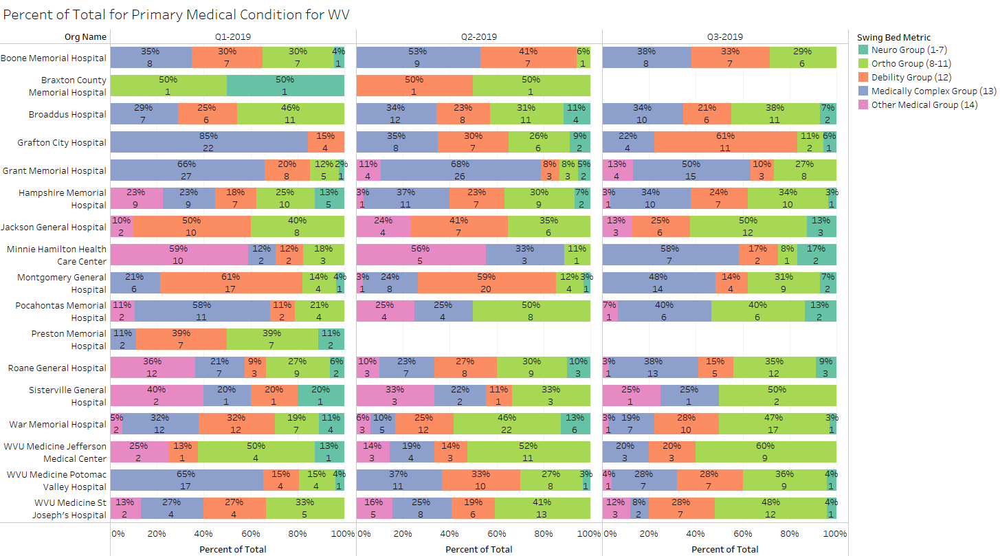 Percent of Total for Primary Medical Condition for WV
Org Name Q1-2019 Q2-2019 Q3-2019
Swing Bed Metric
Neuro Group (1-7)
Ortho Group (8-11)
Debility Group (12)
Medically Complex Group (13)
Other Medical Group (14)
35% 30% 30% 4% 53% 41% 6% 38% 33% 29%
Boone Memorial Hospital
8 7 7 1 9 7 1 8 7 6
Braxton County 50% 50% 50% 50%
Memorial Hospital 1 1 1 1
29% 25% 46% 34% 23% 31% 11% 34% 21% 38% 7%
Broaddus Hospital
7 6 11 12 8 11 4 10 6 11 2
85% 15% 35% 30% 26% 9% 22% 61% 11% 6%
Grafton City Hospital
22 4 8 7 6 2 4 11 2 1
66% 20% 12% 2% 11% 68% 8% 8% 5% 13% 50% 10% 27%
Grant Memorial Hospital
27 8 5 1 4 26 3 3 2 4 15 3 8
Hampshire Memorial 23% 23% 18% 25% 13% 3% 37% 23% 30% 7% 3% 34% 24% 34% 3%
Hospital 9 9 7 10 5 1 11 7 9 2 1 10 7 10 1
10% 50% 40% 24% 41% 35% 13% 25% 50% 13%
Jackson General Hospital
2 10 8 4 7 6 3 6 12 3
Minnie Hamilton Health 59% 12% 12% 18% 56% 33% 11% 58% 17% 8% 17%
Care Center 10 2 2 3 5 3 1 7 2 1 2
Montgomery General 21% 61% 14% 4% 3% 24% 59% 12% 3% 48% 14% 31% 7%
Hospital 6 17 4 1 1 8 20 4 1 14 4 9 2
Pocahontas Memorial 11% 58% 11% 21% 25% 25% 50% 7% 40% 40% 13%
Hospital 2 11 2 4 4 4 8 1 6 6 2
Preston Memorial 11% 39% 39% 11%
Hospital 2 7 7 2
36% 21% 9% 27% 6% 10% 23% 27% 30% 10% 3% 38% 15% 35% 9%
Roane General Hospital
12 7 3 9 2 3 7 8 9 3 1 13 5 12 3
Sisterville General 40% 20% 20% 20% 33% 22% 11% 33% 25% 25% 50%
Hospital 2 1 1 1 3 2 1 3 1 1 2
5% 32% 32% 19% 11% 6% 10% 25% 46% 13% 3% 19% 28% 47% 3%
War Memorial Hospital
2 12 12 7 4 3 5 12 22 6 1 7 10 17 1
WVU Medicine Jefferson 25% 13% 50% 13% 14% 19% 14% 52% 20% 20% 60%
Medical Center 2 1 4 1 3 4 3 11 3 3 9
WVU Medicine Potomac 65% 15% 15% 4% 37% 33% 27% 3% 4% 28% 28% 36% 4%
Valley Hospital 17 4 4 1 11 10 8 1 1 7 7 9 1
WVU Medicine St 13% 27% 27% 33% 16% 25% 19% 41% 12% 8% 28% 48% 4%
Joseph's Hospital 2 4 4 5 5 8 6 13 3 2 7 12 1
0% 20% 40% 60% 80% 100% 0% 20% 40% 60% 80% 100% 0% 20% 40% 60% 80% 100%
Percent of Total Percent of Total Percent of Total